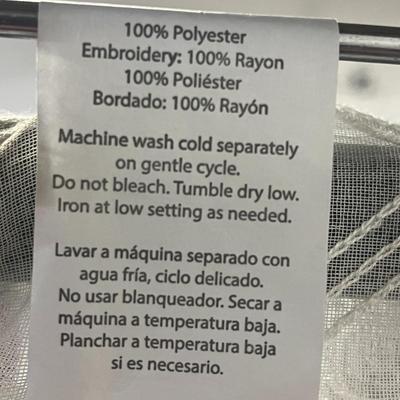 100% Polyester
Embroidery: 100% Rayon
100% Poliéster
Bordado: 100% Rayón
Machine wash cold separately
on gentle cycle.
Do not bleach. Tumble dry low.
Iron at low setting as needed.
Lavar a máquina separado con
agua fría, ciclo delicado.
No usar blanqueador. Secar a
máquina a temperatura baja.
Planchar a temperatura baja
si es necesario.